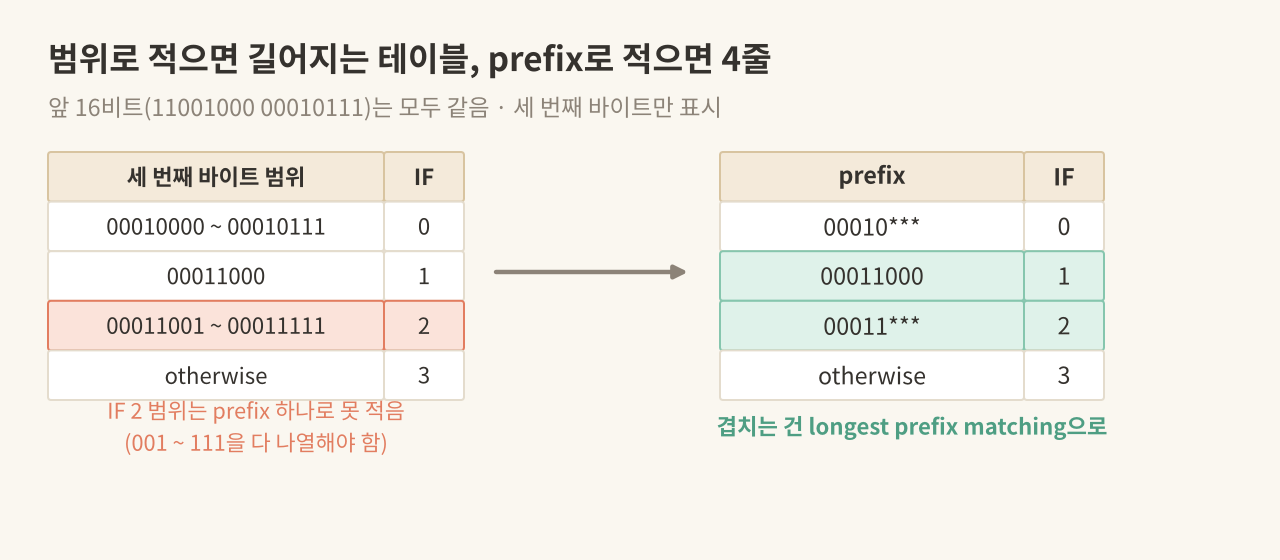 범위로 적으면 길어지는 테이블, prefix로 적으면 4줄
앞 16비트(11001000 00010111)는 모두 같음 · 세 번째 바이트만 표시
세 번째 바이트 범위 IF
00010000 ~ 00010111 0
00011000 1
00011001 ~ 00011111 2
otherwise 3
IF 2 범위는 prefix 하나로 못 적음
(001 ~ 111을 다 나열해야 함)
prefix IF
00010*** 0
00011000 1
00011*** 2
otherwise 3
겹치는 건 longest prefix matching으로